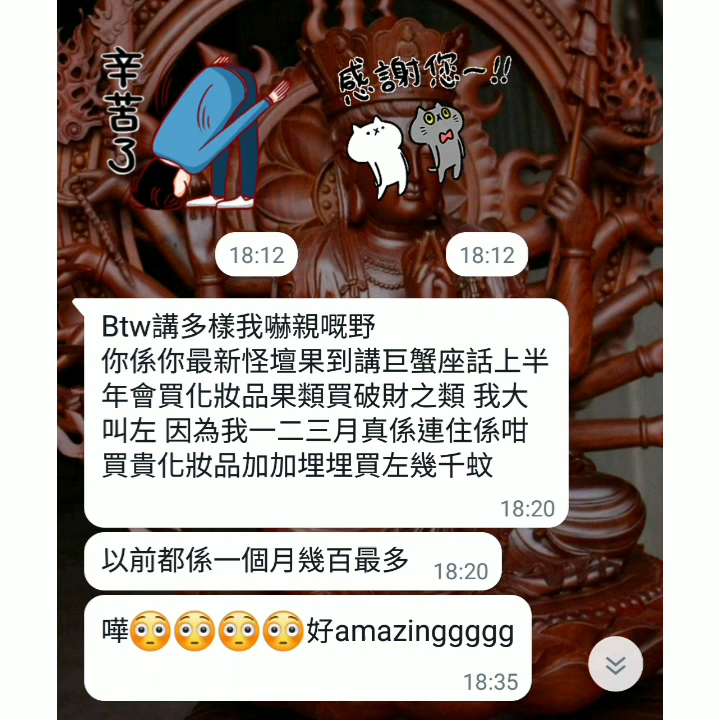 辛苦了
感謝您~!!
18:12
18:12
Btw講多樣我嚇親嘅野
你係你最新怪壇果到講巨蟹座話上半
年會買化妝品果類買破財之類 我大
叫左 因為我一二三月真係連住係咁
買貴化妝品加加埋埋買左幾千蚊
18:20
以前都係一個月幾百最多
18:20
嘩😳😳😳😳好amazinggggg
18:35